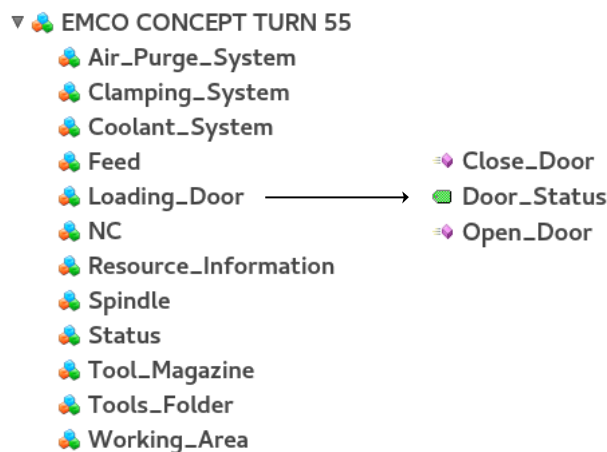 EMCO CONCEPT TURN 55
Air_Purge_System
Clamping_System
Coolant_System
Feed
Loading_Door
NC
Resource_Information
Spindle
Status
Tool_Magazine
Tools_Folder
Working_Area
Close_Door
Door_Status
Open_Door